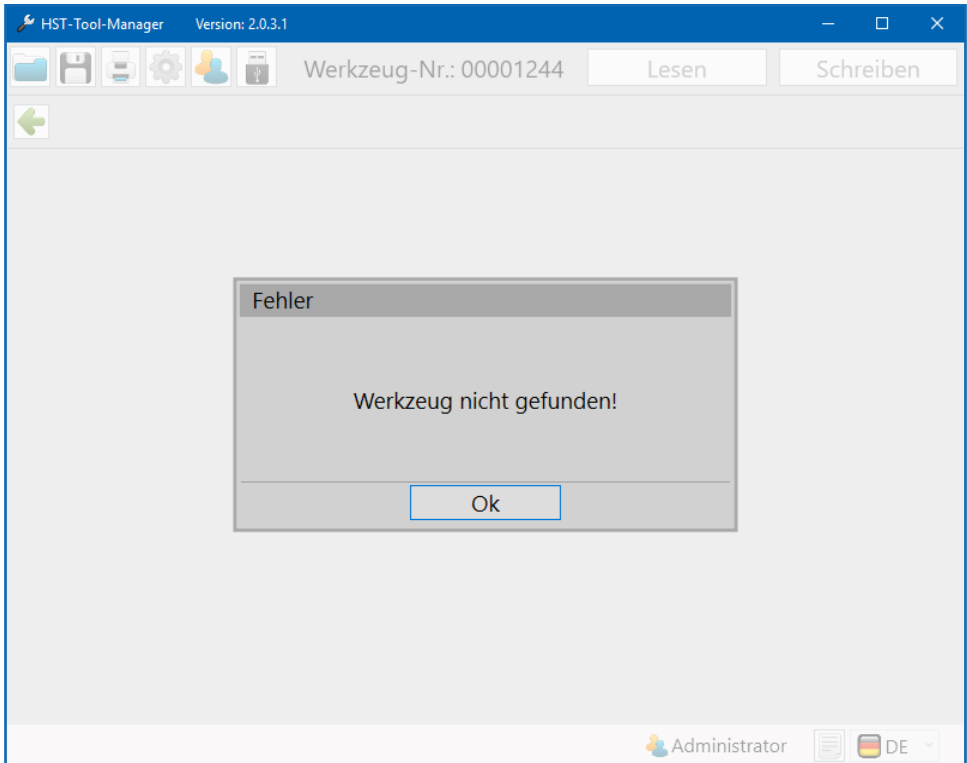 HST-Tool-Manager Version: 2.0.3.1
Werkzeug-Nr.: 00001244 Lesen Schreiben
Fehler
Werkzeug nicht gefunden!
Ok
Administrator DE